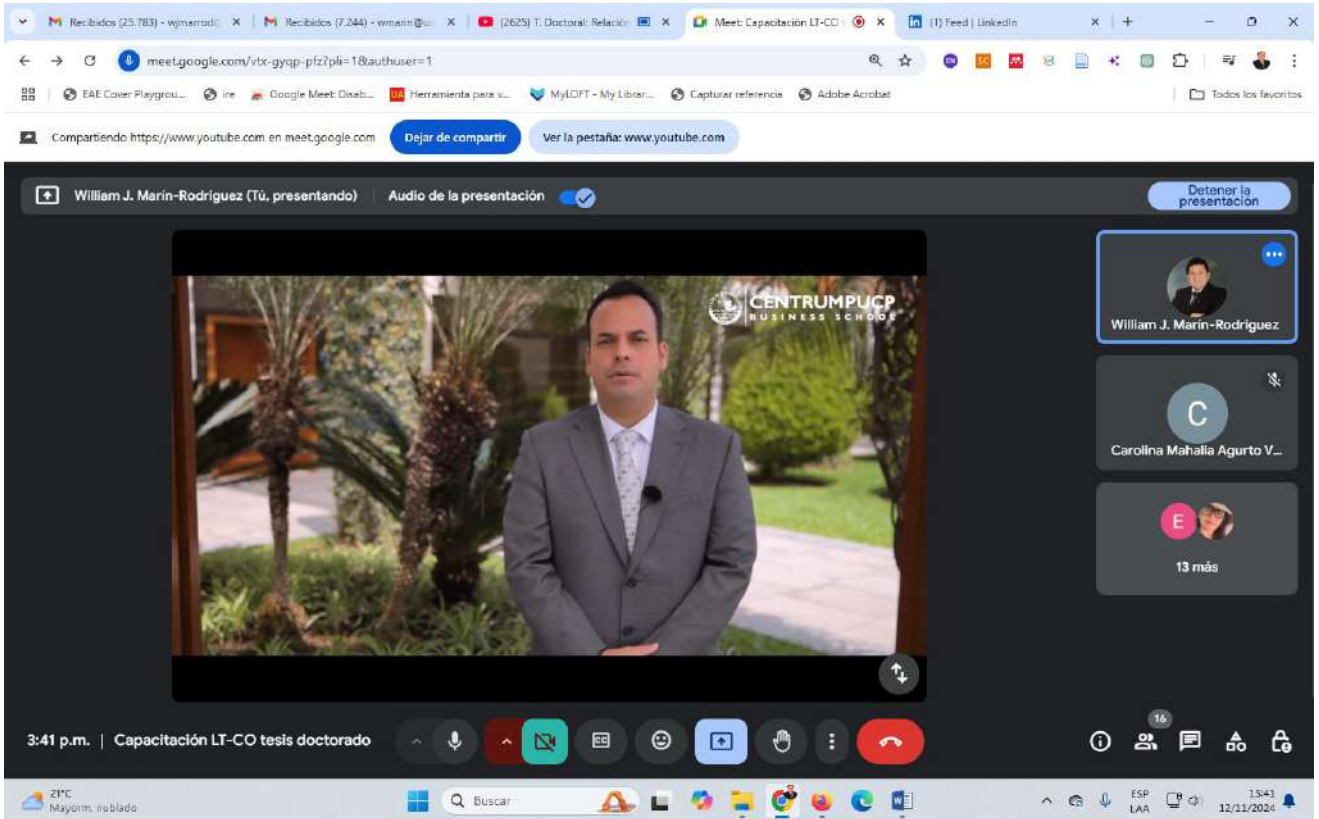 Recibidos (25.783) - wjmarrod
Recibidos (7.244) - wmarin@u
(2625) T. Doctoral: Relación
Meet: Capacitación LT-CO
(1) Feed | LinkedIn
meet.google.com/vtx-gyqp-pfz?pli=1&authuser=1
EAE Cover Playgrou...
ire
Google Meet: Disab...
Herramienta para v...
MyLOFT - My Librar...
Capturar referencia
Adobe Acrobat
Todos los favoritos
Compartiendo https://www.youtube.com en meet.google.com
Dejar de compartir
Ver la pestaña: www.youtube.com
William J. Marín-Rodriguez (Tú, presentando)
Audio de la presentación
Detener la
presentación
CENTRUMPUCP
BUSINESS SCHOOL
William J. Marín-Rodriguez
C
Carolina Mahalia Agurto V...
E
13 más
3:41 p.m. | Capacitación LT-CO tesis doctorado
16
21°C
Mayorm. nublado
Buscar
ESP
LAA
15:41
12/11/2024